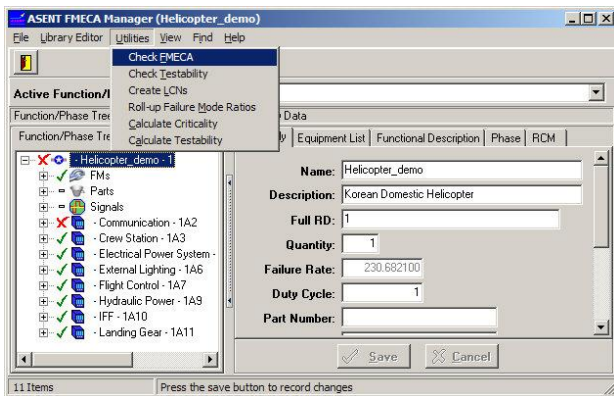 ASENT FMECA Manager (Helicopter_demo)
File Library Editor Utilities View Find Help
Check FMECA
Check Testability
Create LCNs
Roll-up Failure Mode Ratios
Calculate Criticality
Calculate Testability
Active Function/
Function/Phase Tree
Data
Function/Phase Tre
Equipment List Functional Description Phase RCM
- Helicopter_demo - 1
FMs
Parts
Signals
- Communication - 1A2
- Crew Station - 1A3
- Electrical Power System -
- External Lighting - 1A6
- Flight Control - 1A7
- Hydraulic Power - 1A9
- IFF - 1A10
- Landing Gear - 1A11
Name: Helicopter_demo
Description: Korean Domestic Helicopter
Full RD: 1
Quantity: 1
Failure Rate: 230.682100
Duty Cycle: 1
Part Number:
Save Cancel
11 Items Press the save button to record changes